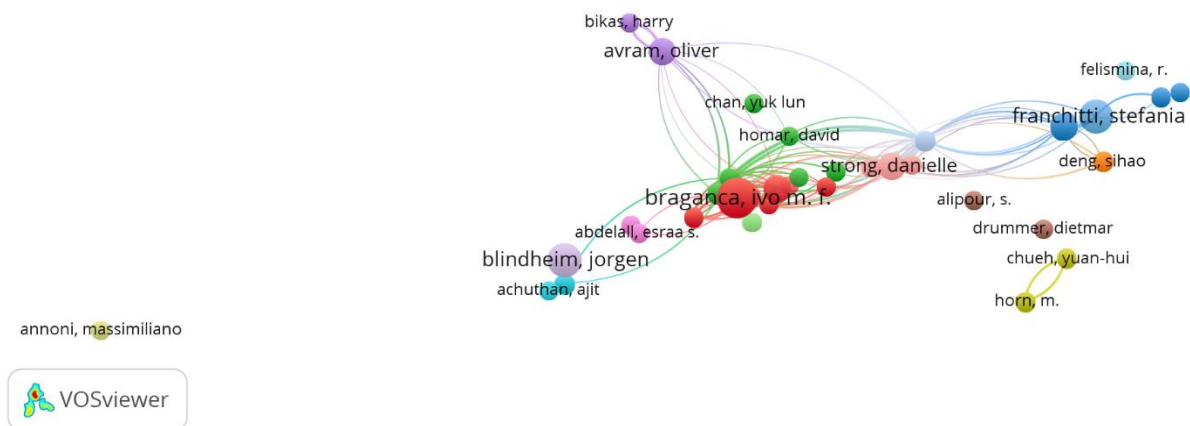 bikas, harry
avram, oliver
felismina, r.
chan, yuk lun
franchitti, stefania
homar, david
deng, sihao
strong, danielle
braganca, ivo m. f.
alipour, s.
abdelall, esraa s.
drummer, dietmar
chueh, yuan-hui
blindheim, jorgen
achuthan, ajit
horn, m.
annoni, massimiliano
VOSviewer